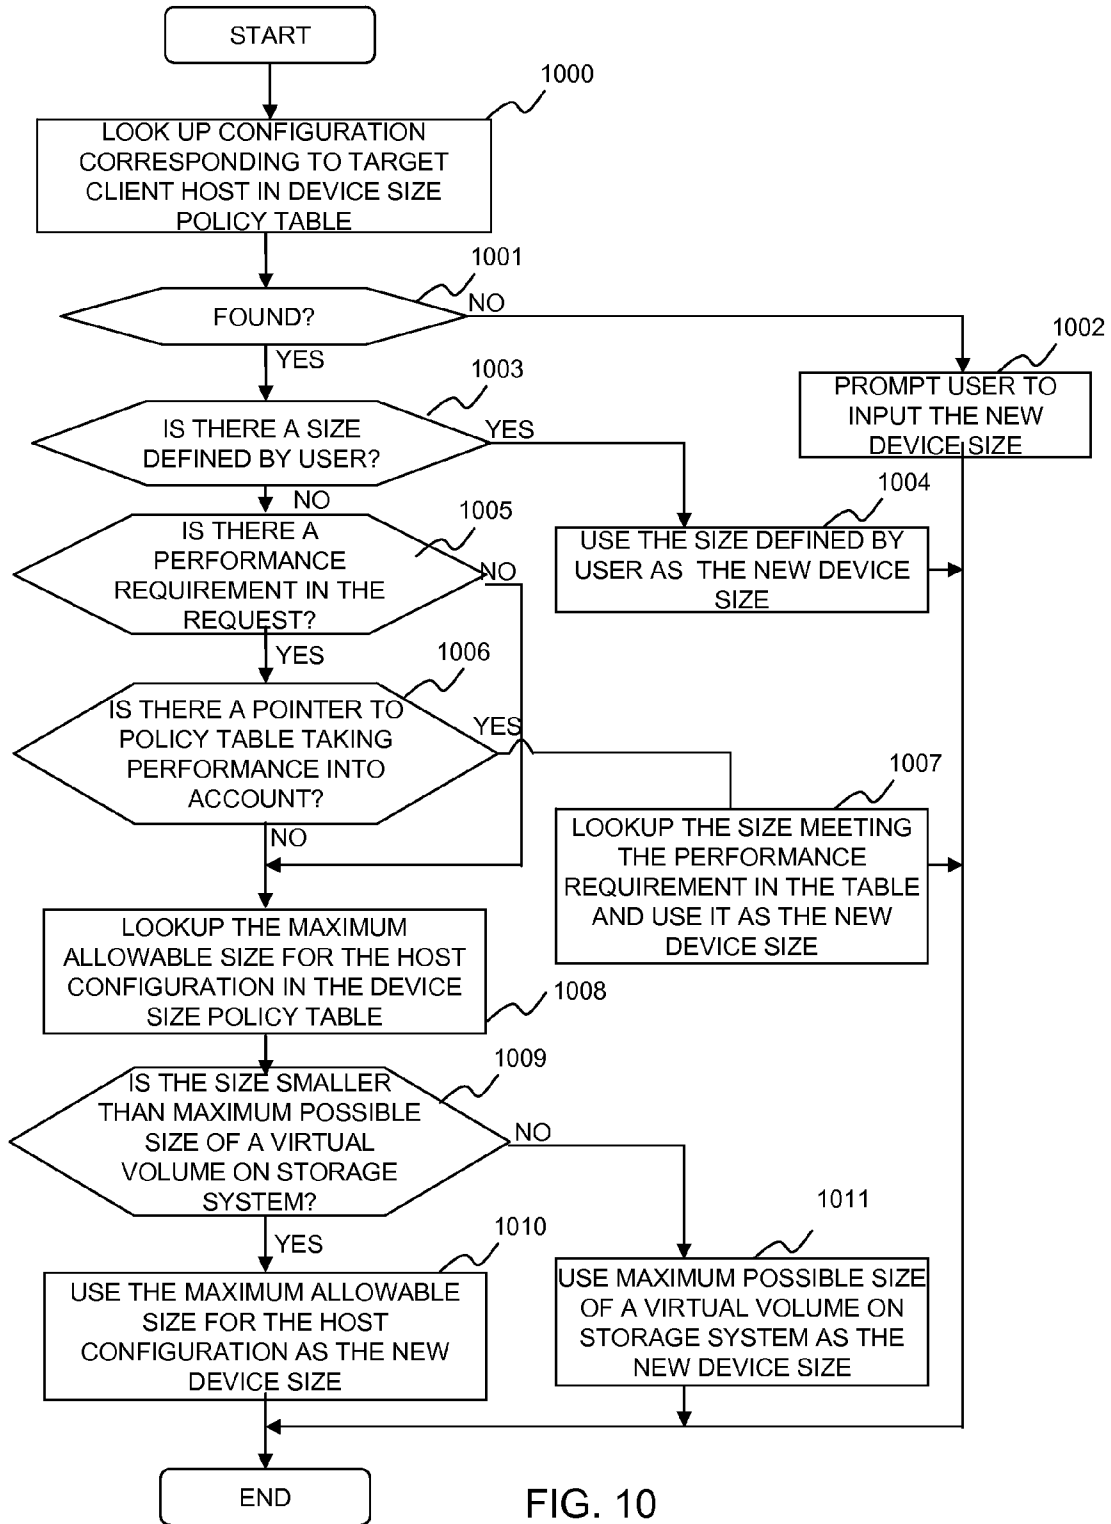 START
1000
LOOK UP CONFIGURATION
CORRESPONDING TO TARGET
CLIENT HOST IN DEVICE SIZE
POLICY TABLE
1001
FOUND?
NO
YES
1002
PROMPT USER TO
INPUT THE NEW
DEVICE SIZE
1003
IS THERE A SIZE
DEFINED BY USER?
YES
NO
1004
USE THE SIZE DEFINED BY
USER AS THE NEW DEVICE
SIZE
1005
IS THERE A
PERFORMANCE
REQUIREMENT IN THE
REQUEST?
NO
YES
1006
IS THERE A POINTER TO
POLICY TABLE TAKING
PERFORMANCE INTO
ACCOUNT?
YES
NO
1007
LOOKUP THE SIZE MEETING
THE PERFORMANCE
REQUIREMENT IN THE TABLE
AND USE IT AS THE NEW
DEVICE SIZE
LOOKUP THE MAXIMUM
ALLOWABLE SIZE FOR THE HOST
CONFIGURATION IN THE DEVICE
SIZE POLICY TABLE
1008
1009
IS THE SIZE SMALLER
THAN MAXIMUM POSSIBLE
SIZE OF A VIRTUAL
VOLUME ON STORAGE
SYSTEM?
NO
YES
1010
USE THE MAXIMUM ALLOWABLE
SIZE FOR THE HOST
CONFIGURATION AS THE NEW
DEVICE SIZE
1011
USE MAXIMUM POSSIBLE SIZE
OF A VIRTUAL VOLUME ON
STORAGE SYSTEM AS THE
NEW DEVICE SIZE
END
FIG. 10